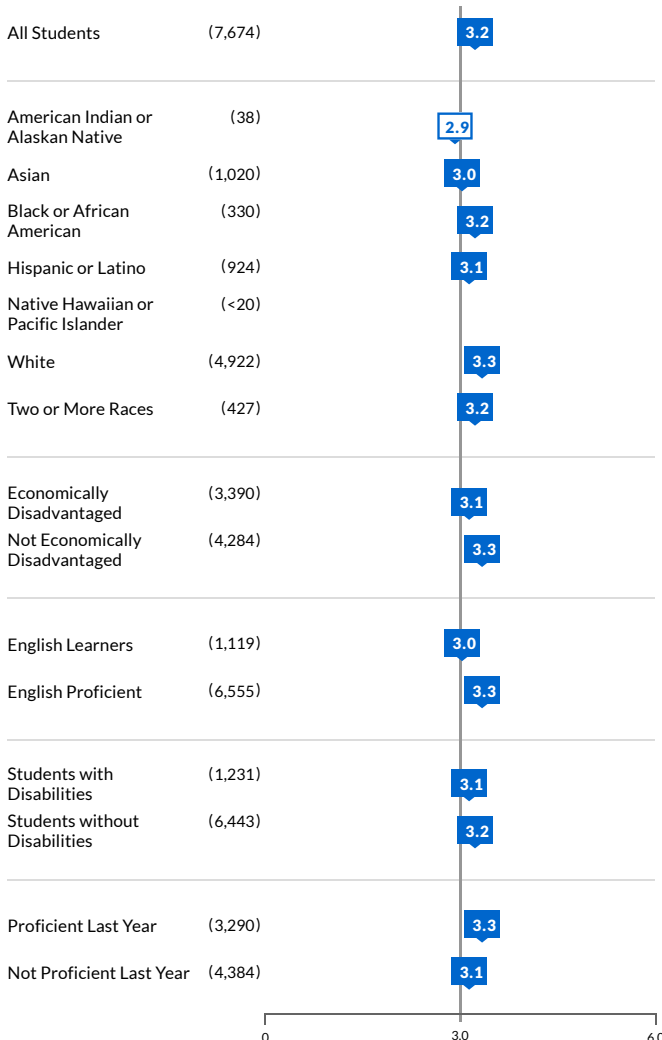 All Students (7,674) 3.2
American Indian or
Alaskan Native (38) 2.9
Asian (1,020) 3.0
Black or African
American (330) 3.2
Hispanic or Latino (924) 3.1
Native Hawaiian or
Pacific Islander (<20)
White (4,922) 3.3
Two or More Races (427) 3.2
Economically
Disadvantaged (3,390) 3.1
Not Economically
Disadvantaged (4,284) 3.3
English Learners (1,119) 3.0
English Proficient (6,555) 3.3
Students with
Disabilities (1,231) 3.1
Students without
Disabilities (6,443) 3.2
Proficient Last Year (3,290) 3.3
Not Proficient Last Year (4,384) 3.1
0 3.0 6.0